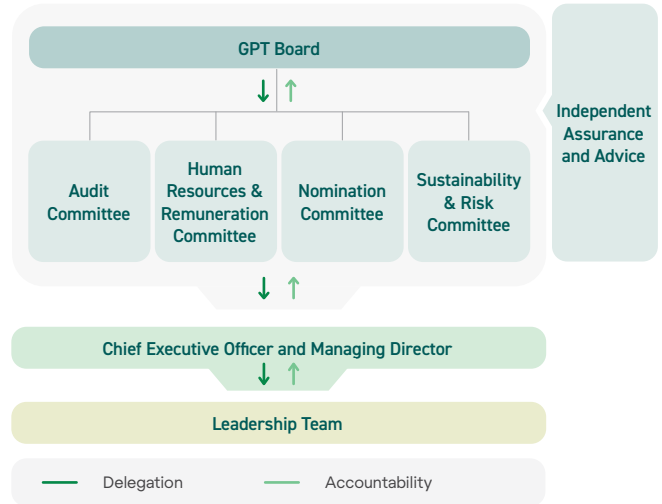 GPT Board
Independent
Assurance
and Advice
Audit
Committee
Human
Resources &
Remuneration
Committee
Nomination
Committee
Sustainability
& Risk
Committee
Chief Executive Officer and Managing Director
Leadership Team
Delegation
Accountability